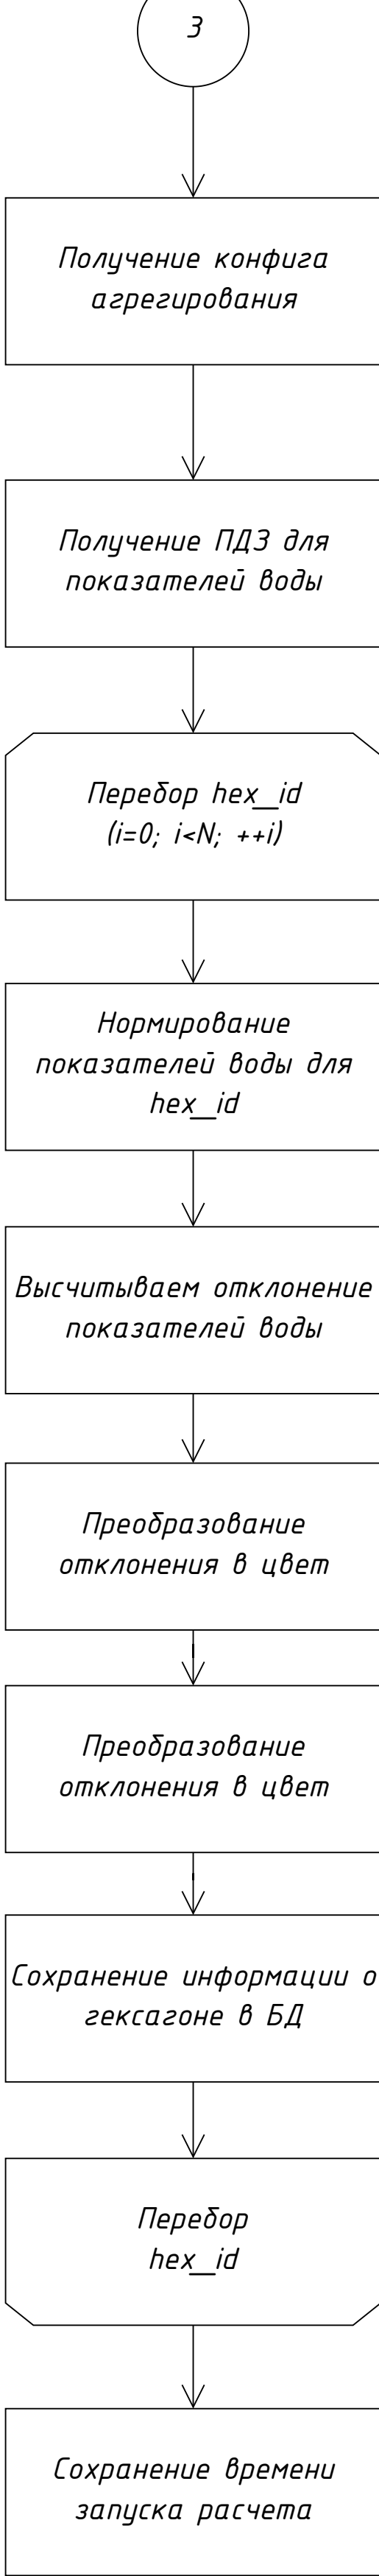 3
Получение конфига
агрегирования
Получение ПДЗ для
показателей воды
Перебор hex_id
(i=0; i<N; ++i)
Нормирование
показателей воды для
hex_id
Высчитываем отклонение
показателей воды
Преобразование
отклонения в цвет
Преобразование
отклонения в цвет
Сохранение информации о
гексагоне в БД
Перебор
hex_id
Сохранение времени
запуска расчета